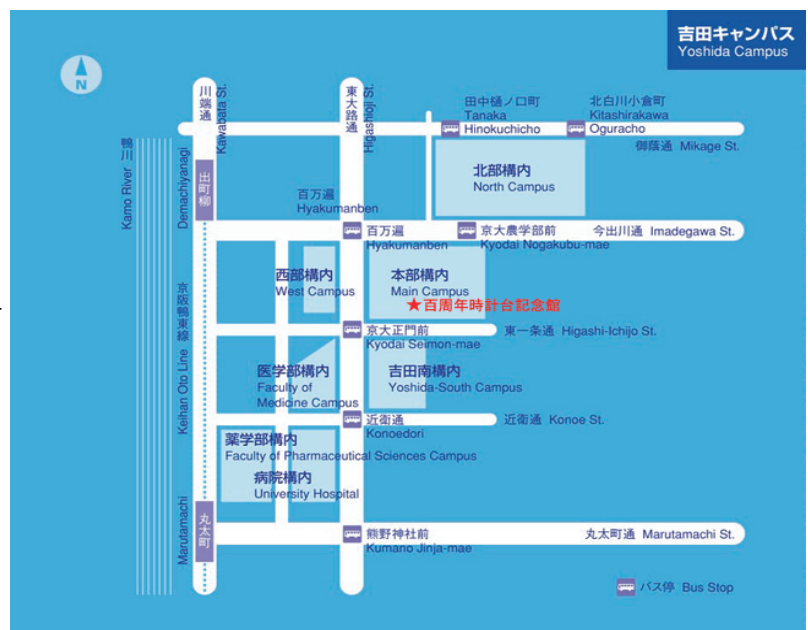 吉田キャンパス
Yoshida Campus
N
川端通
Kawabata St.
東大路通
Higashioji St.
田中樋ノ口町
Tanaka
Hinokuchicho
北白川小倉町
Kitashirakawa
Oguracho
御蔭通 Mikage St.
Kamo River 鴨川
出町柳
Demachiyanagi
北部構内
North Campus
百万遍
Hyakumanben
百万遍
Hyakumanben
京大農学部前
Kyodai Nogakubu-mae
今出川通 Imadegawa St.
西部構内
West Campus
本部構内
Main Campus
★百周年時計台記念館
京阪鴨東線
Keihan Oto Line
京大正門前
Kyodai Seimon-mae
東一条通 Higashi-Ichijo St.
医学部構内
Faculty of
Medicine Campus
吉田南構内
Yoshida-South Campus
近衛通
Konoedori
近衛通 Konoe St.
薬学部構内
Faculty of Pharmaceutical Sciences Campus
病院構内
University Hospital
丸太町
Marutamachi
熊野神社前
Kumano Jinja-mae
丸太町通 Marutamachi St.
バス停 Bus Stop